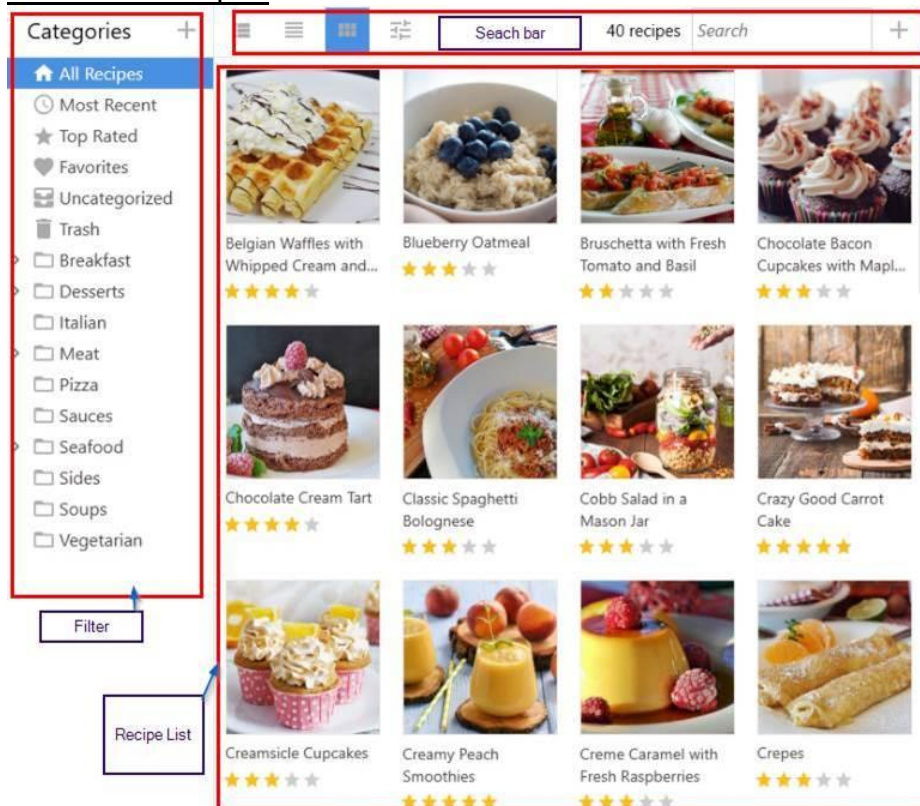 Categories
All Recipes
Most Recent
Top Rated
Favorites
Uncategorized
Trash
Breakfast
Desserts
Italian
Meat
Pizza
Sauces
Seafood
Sides
Soups
Vegetarian
Filter
Recipe List
Seach bar
40 recipes
Search
Belgian Waffles with
Whipped Cream and...
Blueberry Oatmeal
Bruschetta with Fresh
Tomato and Basil
Chocolate Bacon
Cupcakes with Mapl...
Chocolate Cream Tart
Classic Spaghetti
Bolognese
Cobb Salad in a
Mason Jar
Crazy Good Carrot
Cake
Creamsicle Cupcakes
Creamy Peach
Smoothies
Creme Caramel with
Fresh Raspberries
Crepes